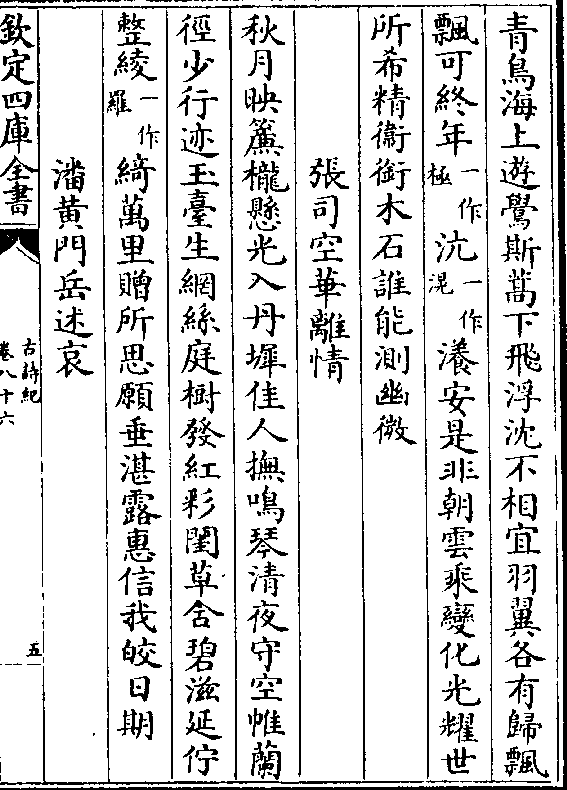 青鳥海上遊鸒斯蒿下飛浮沈不相宜羽翼各有歸飄
飄可終年一作極沆一作滉瀁安是非朝雲乘變化光耀世
所希精衞銜木石誰能測幽微
張司空華離情
秋月映簾櫳懸光入丹墀佳人撫鳴琴清夜守空帷蘭
徑少行迹玉臺生網絲庭樹發紅彩閨草含碧滋延佇
整綾一作羅綺萬里贈所思願垂湛露惠信我皎日期
潘黃門岳述哀
欽定四庫全書
古詩紀
卷八十六
五